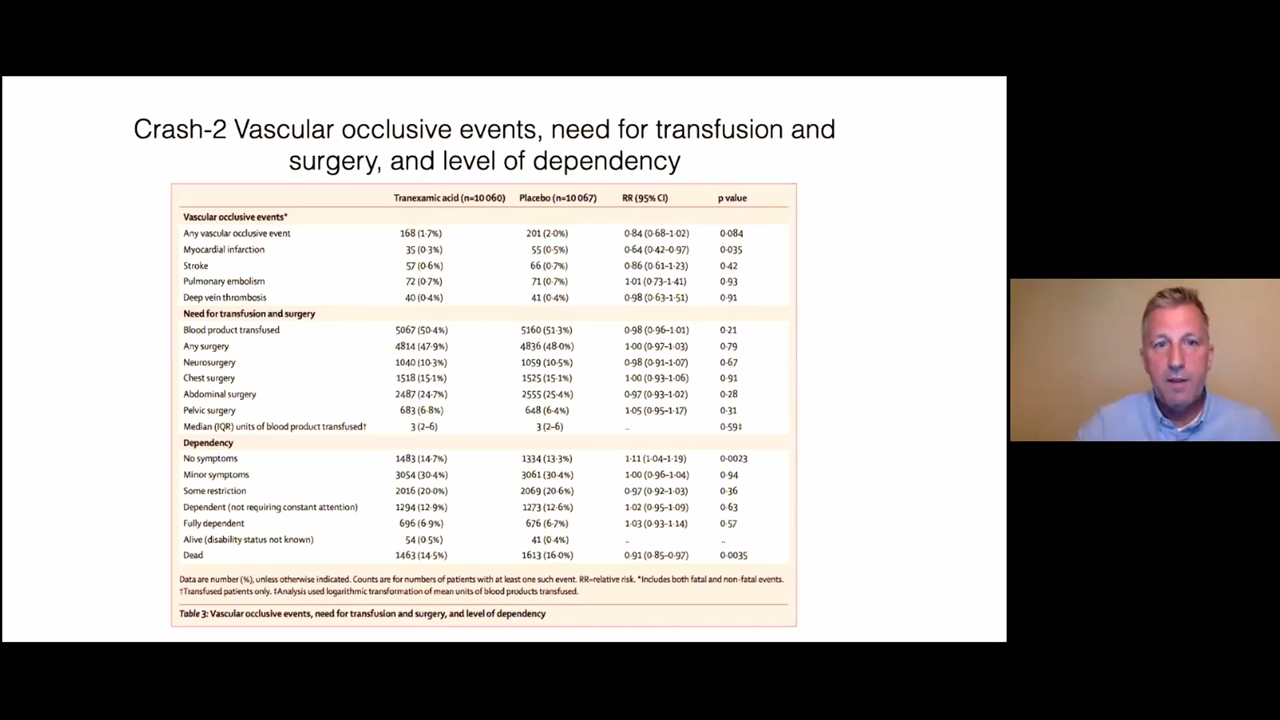 Crash-2 Vascular occlusive events, need for transfusion and
surgery, and level of dependency
Tranexamic acid (n=10 060) Placebo (n=10 067) RR (95% CI) p value
Vascular occlusive events*
Any vascular occlusive event 168 (1·7%) 201 (2·0%) 0·84 (0·68–1·02) 0·084
Myocardial infarction 35 (0·3%) 55 (0·5%) 0·64 (0·42–0·97) 0·035
Stroke 57 (0·6%) 66 (0·7%) 0·86 (0·61–1·23) 0·42
Pulmonary embolism 72 (0·7%) 71 (0·7%) 1·01 (0·73–1·41) 0·93
Deep vein thrombosis 40 (0·4%) 41 (0·4%) 0·98 (0·63–1·51) 0·91
Need for transfusion and surgery
Blood product transfused 5067 (50·4%) 5160 (51·3%) 0·98 (0·96–1·01) 0·21
Any surgery 4814 (47·9%) 4836 (48·0%) 1·00 (0·97–1·03) 0·79
Neurosurgery 1040 (10·3%) 1059 (10·5%) 0·98 (0·91–1·07) 0·67
Chest surgery 1518 (15·1%) 1525 (15·1%) 1·00 (0·93–1·06) 0·91
Abdominal surgery 2487 (24·7%) 2555 (25·4%) 0·97 (0·93–1·02) 0·28
Pelvic surgery 683 (6·8%) 648 (6·4%) 1·05 (0·95–1·17) 0·31
Median (IQR) units of blood product transfused† 3 (2–6) 3 (2–6) .. 0·59‡
Dependency
No symptoms 1483 (14·7%) 1334 (13·3%) 1·11 (1·04–1·19) 0·0023
Minor symptoms 3054 (30·4%) 3061 (30·4%) 1·00 (0·96–1·04) 0·94
Some restriction 2016 (20·0%) 2069 (20·6%) 0·97 (0·92–1·03) 0·36
Dependent (not requiring constant attention) 1294 (12·9%) 1273 (12·6%) 1·02 (0·95–1·09) 0·63
Fully dependent 696 (6·9%) 676 (6·7%) 1·03 (0·93–1·14) 0·57
Alive (disability status not known) 54 (0·5%) 41 (0·4%) .. ..
Dead 1463 (14·5%) 1613 (16·0%) 0·91 (0·85–0·97) 0·0035
Data are number (%), unless otherwise indicated. Counts are for numbers of patients with at least one such event. RR=relative risk. *Includes both fatal and non-fatal events.
†Transfused patients only. ‡Analysis used logarithmic transformation of mean units of blood products transfused.
Table 3: Vascular occlusive events, need for transfusion and surgery, and level of dependency